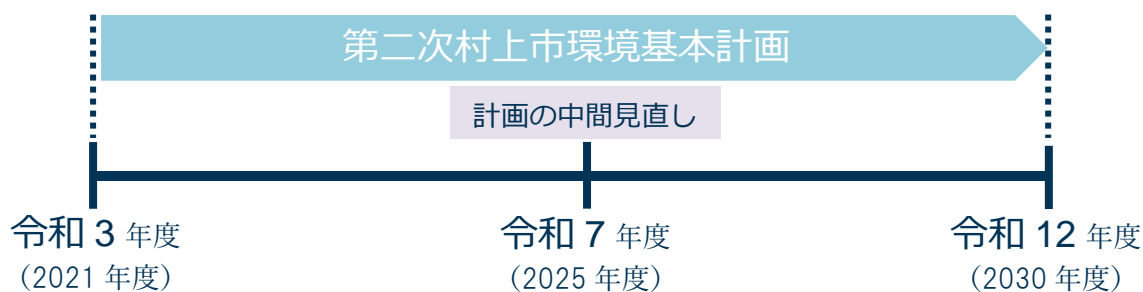 第二次村上市環境基本計画
計画の中間見直し
令和 3 年度
（2021 年度）
令和 7 年度
（2025 年度）
令和 12 年度
（2030 年度）